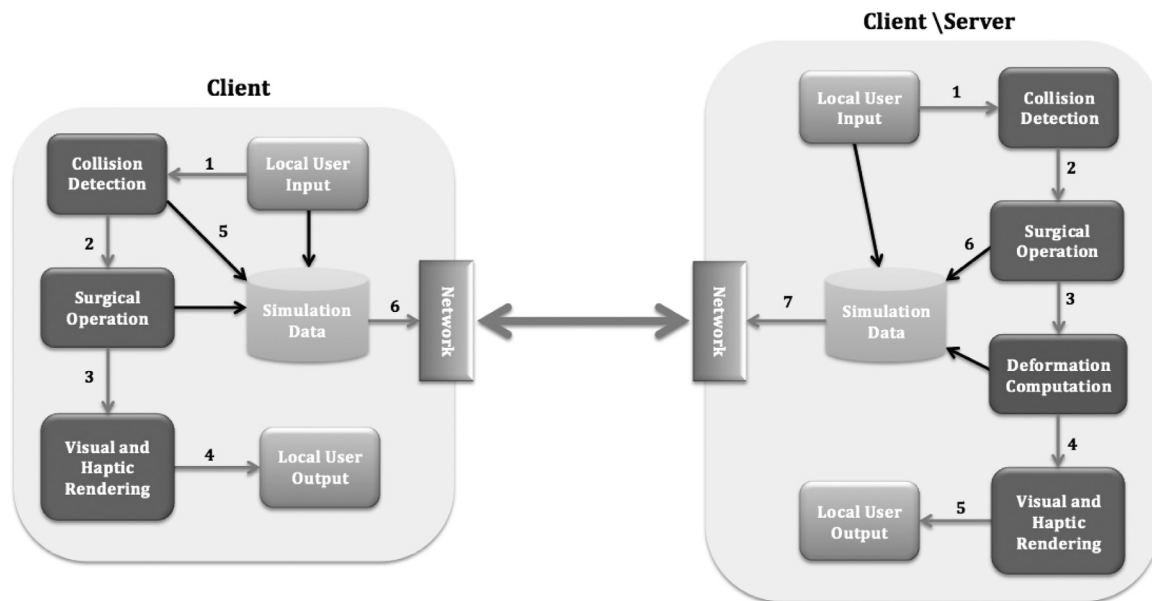 Client
Collision
Detection
1
Local User
Input
2
5
Surgical
Operation
Simulation
Data
6
Network
3
Visual and
Haptic
Rendering
4
Local User
Output
Client \Server
Local User
Input
1
Collision
Detection
2
Surgical
Operation
6
3
Network
7
Simulation
Data
Deformation
Computation
4
Local User
Output
5
Visual and
Haptic
Rendering